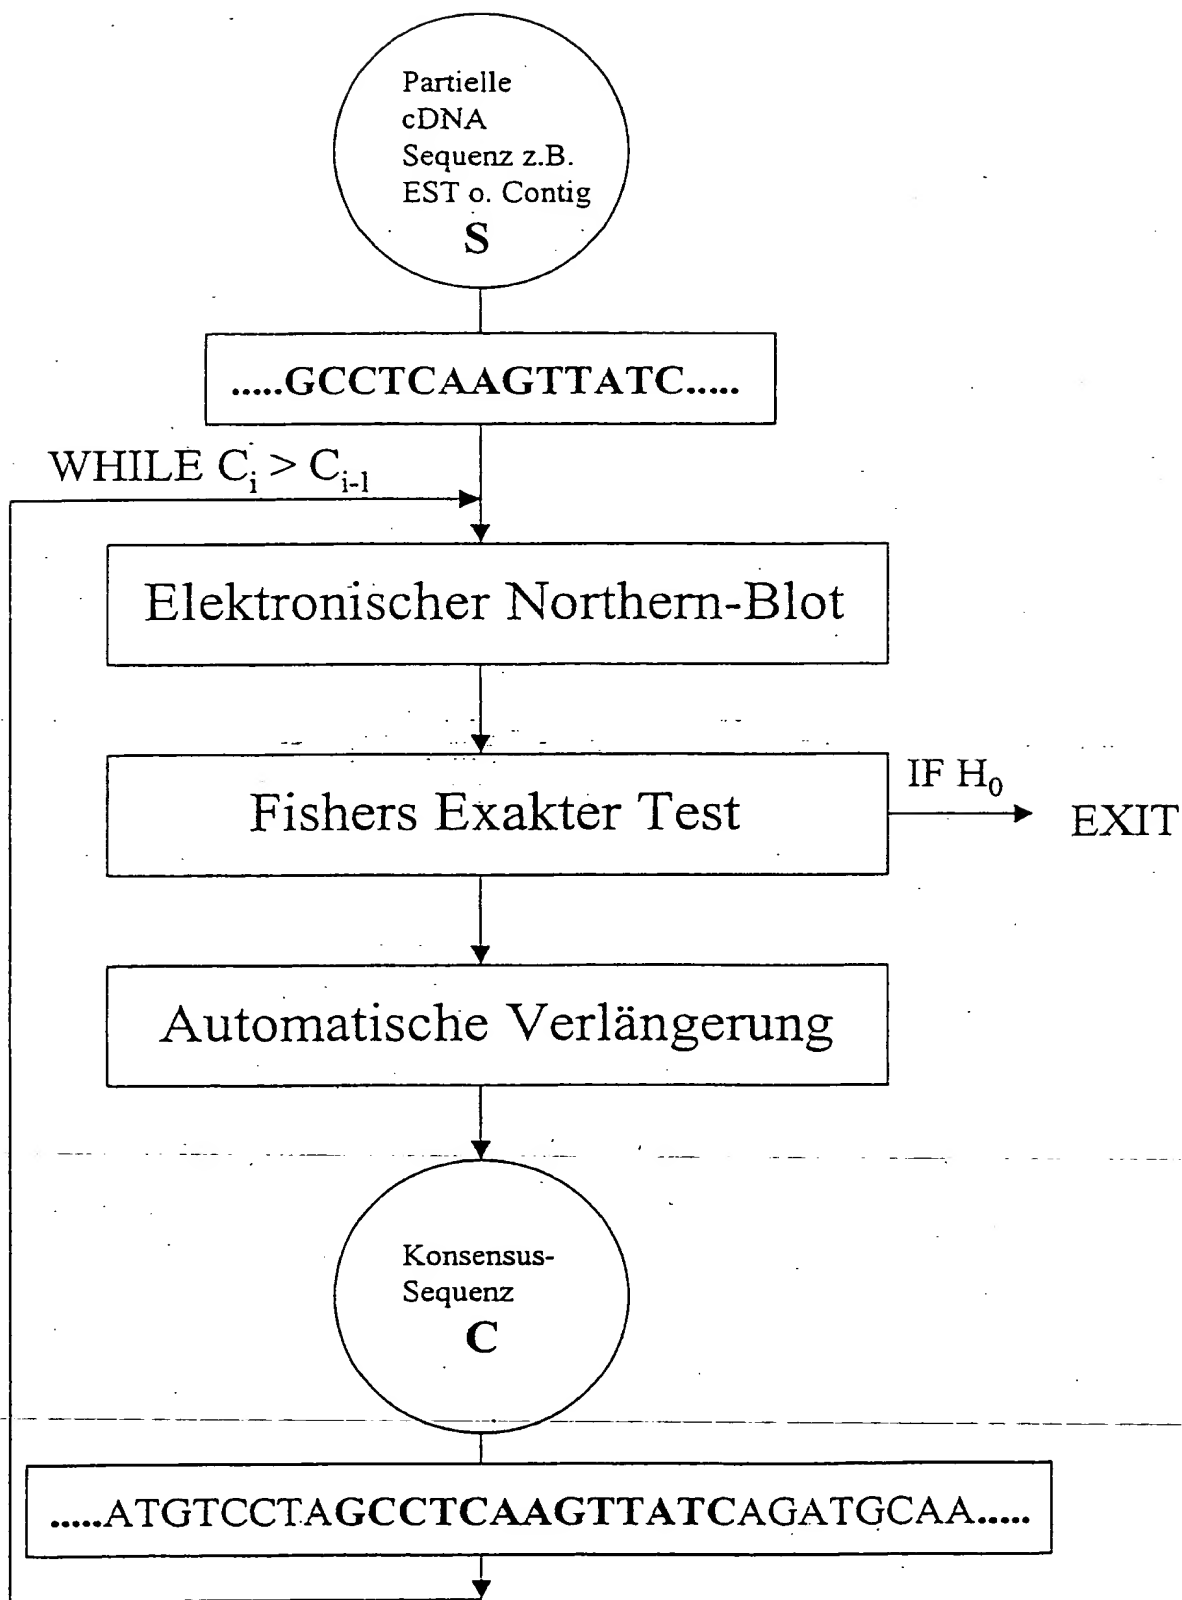 Partielle
cDNA
Sequenz z.B.
EST o. Contig
S
.....GCCTCAAGTTATC.....
WHILE Ci > Ci-1
Elektronischer Northern-Blot
Fishers Exakter Test
IF H0
EXIT
Automatische Verlängerung
Konsensus-
Sequenz
C
.....ATGTCCTAGCCTCAAGTTATCAGATGCAA.....